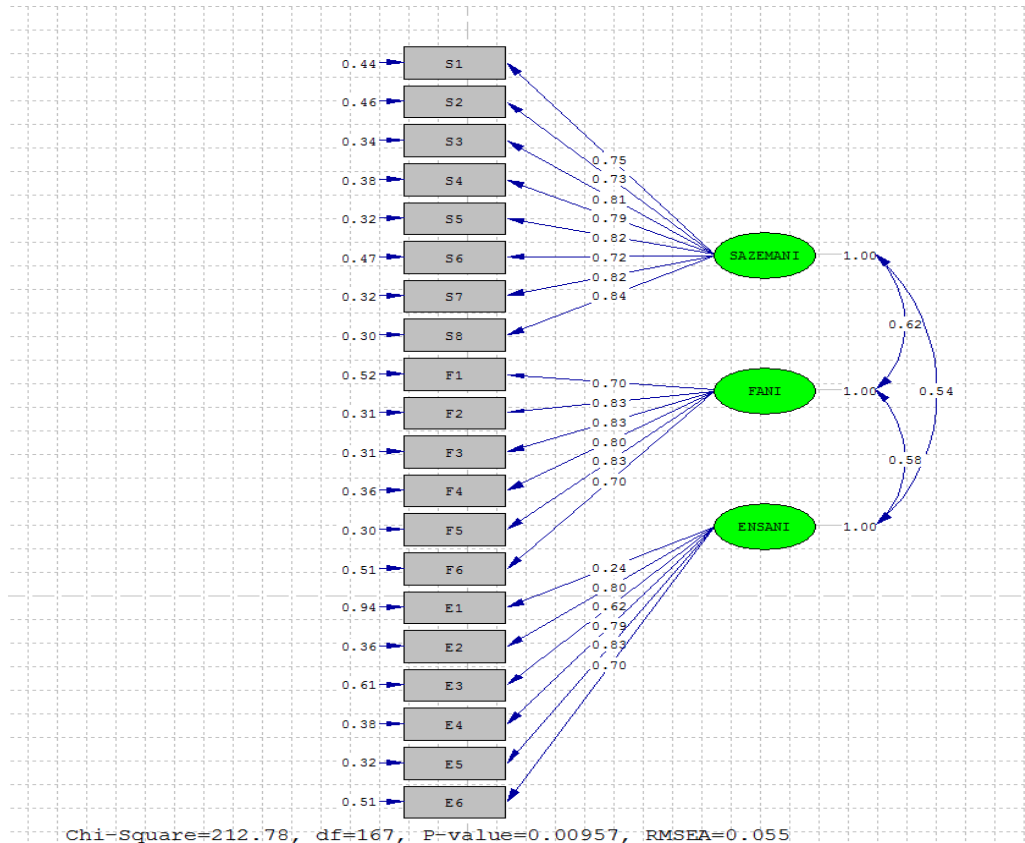 0.44 S1
0.46 S2
0.34 S3
0.38 S4
0.32 S5
0.47 S6
0.32 S7
0.30 S8
0.52 F1
0.31 F2
0.31 F3
0.36 F4
0.30 F5
0.51 F6
0.94 E1
0.36 E2
0.61 E3
0.38 E4
0.32 E5
0.51 E6
0.75
0.73
0.81
0.79
0.82
0.72
0.82
0.84
0.70
0.83
0.83
0.80
0.83
0.70
0.24
0.80
0.62
0.79
0.83
0.70
SAZEMANI 1.00
FANI 1.00
ENSANI 1.00
0.62
0.54
0.58
Chi-Square=212.78, df=167, P-value=0.00957, RMSEA=0.055